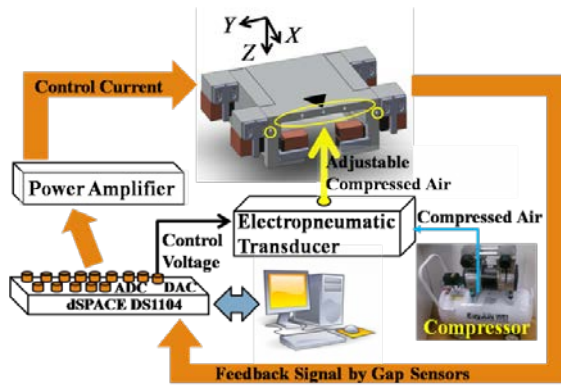 Y
X
Z
Control Current
Adjustable
Compressed Air
Power Amplifier
Electropneumatic
Transducer
Compressed Air
Control
Voltage
ADC
DAC
dSPACE DS1104
Compressor
Feedback Signal by Gap Sensors